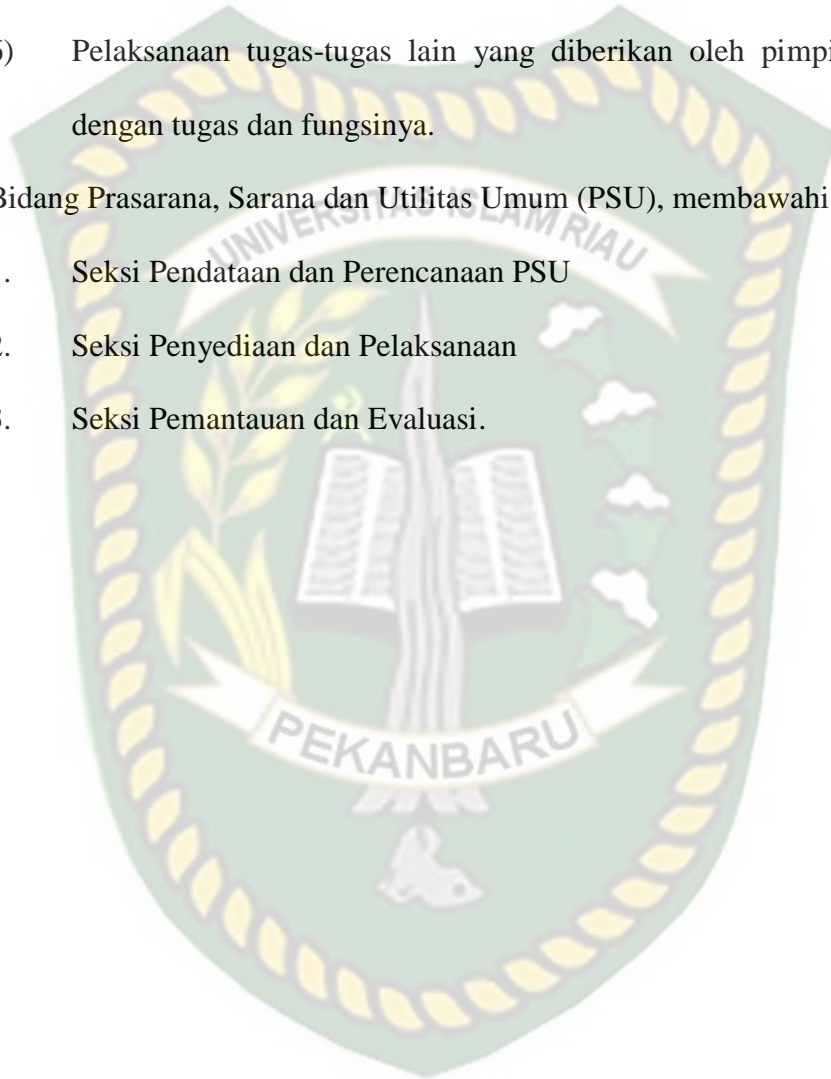 Pelaksanaan tugas-tugas lain yang diberikan oleh pimpi
dengan tugas dan fungsinya.
Bidang Prasarana, Sarana dan Utilitas Umum (PSU), membawahi
UNIVERSITAS ISLAM RIAU
. Seksi Pendataan dan Perencanaan PSU
2. Seksi Penyediaan dan Pelaksanaan
3. Seksi Pemantauan dan Evaluasi.
PEKANBARU